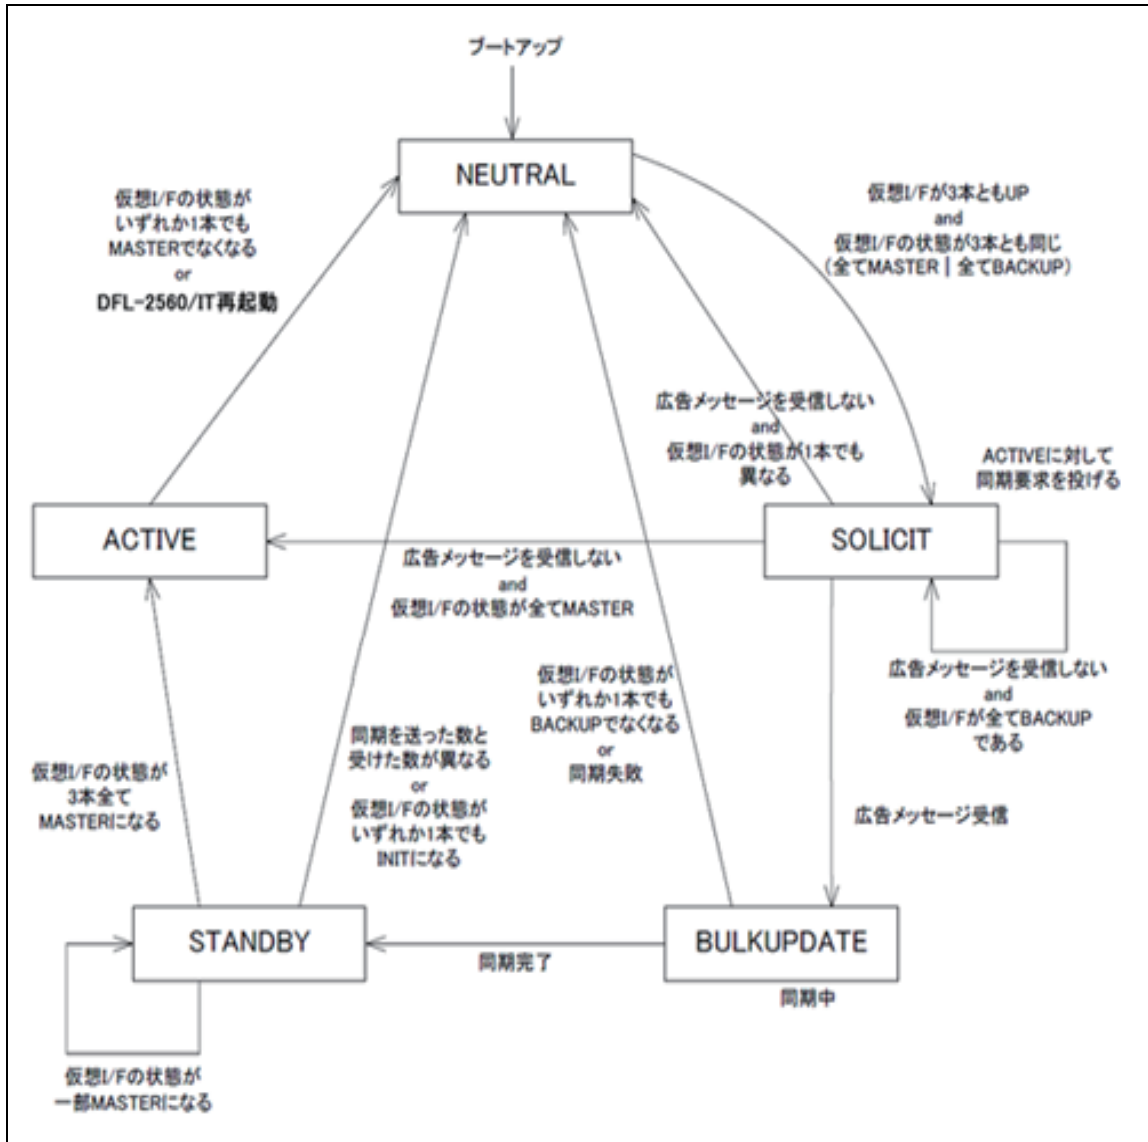 ブートアップ
NEUTRAL
仮想I/Fの状態が
いずれか1本でも
MASTERでなくなる
or
DFL-2560/IT再起動
仮想I/Fが3本ともUP
and
仮想I/Fの状態が3本とも同じ
(全てMASTER | 全てBACKUP)
広告メッセージを受信しない
and
仮想I/Fの状態が1本でも
異なる
ACTIVEに対して
同期要求を投げる
ACTIVE
SOLICIT
広告メッセージを受信しない
and
仮想I/Fの状態が全てMASTER
広告メッセージを受信しない
and
仮想I/Fが全てBACKUP
である
仮想I/Fの状態が
いずれか1本でも
BACKUPでなくなる
or
同期失敗
同期を送った数と
受けた数が異なる
or
仮想I/Fの状態が
いずれか1本でも
INITになる
仮想I/Fの状態が
3本全て
MASTERになる
広告メッセージ受信
STANDBY
BULKUPDATE
同期完了
同期中
仮想I/Fの状態が
一部MASTERになる